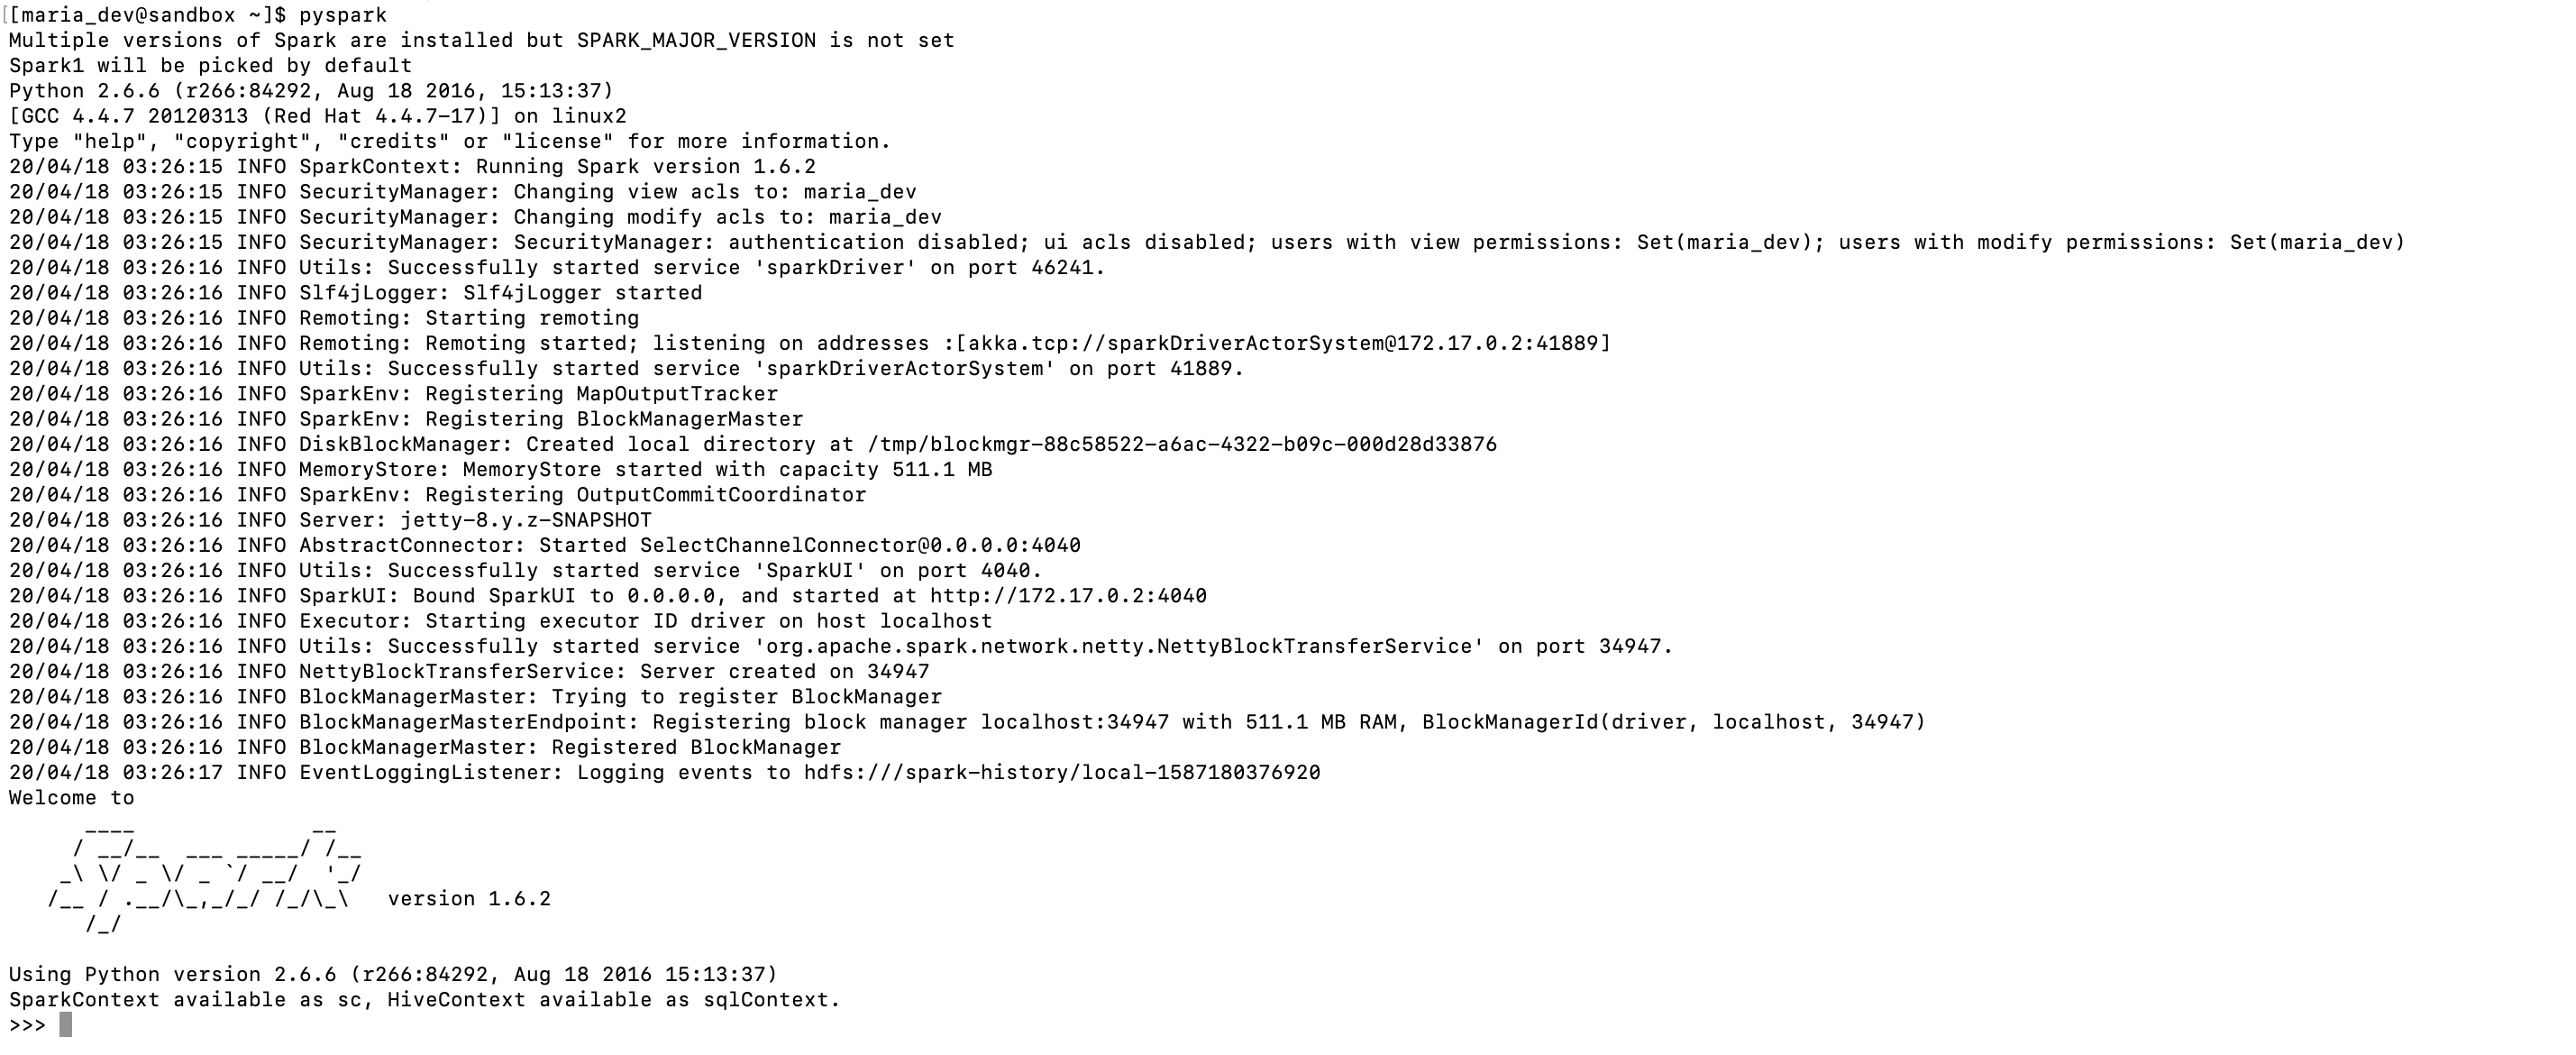 [[maria_dev@sandbox ~]$ pyspark
Multiple versions of Spark are installed but SPARK_MAJOR_VERSION is not set
Spark1 will be picked by default
Python 2.6.6 (r266:84292, Aug 18 2016, 15:13:37)
[GCC 4.4.7 20120313 (Red Hat 4.4.7-17)] on linux2
Type "help", "copyright", "credits" or "license" for more information.
20/04/18 03:26:15 INFO SparkContext: Running Spark version 1.6.2
20/04/18 03:26:15 INFO SecurityManager: Changing view acls to: maria_dev
20/04/18 03:26:15 INFO SecurityManager: Changing modify acls to: maria_dev
20/04/18 03:26:15 INFO SecurityManager: SecurityManager: authentication disabled; ui acls disabled; users with view permissions: Set(maria_dev); users with modify permissions: Set(maria_dev)
20/04/18 03:26:16 INFO Utils: Successfully started service 'sparkDriver' on port 46241.
20/04/18 03:26:16 INFO Slf4jLogger: Slf4jLogger started
20/04/18 03:26:16 INFO Remoting: Starting remoting
20/04/18 03:26:16 INFO Remoting: Remoting started; listening on addresses :[akka.tcp://sparkDriverActorSystem@172.17.0.2:41889]
20/04/18 03:26:16 INFO Utils: Successfully started service 'sparkDriverActorSystem' on port 41889.
20/04/18 03:26:16 INFO SparkEnv: Registering MapOutputTracker
20/04/18 03:26:16 INFO SparkEnv: Registering BlockManagerMaster
20/04/18 03:26:16 INFO DiskBlockManager: Created local directory at /tmp/blockmgr-88c58522-a6ac-4322-b09c-000d28d33876
20/04/18 03:26:16 INFO MemoryStore: MemoryStore started with capacity 511.1 MB
20/04/18 03:26:16 INFO SparkEnv: Registering OutputCommitCoordinator
20/04/18 03:26:16 INFO Server: jetty-8.y.z-SNAPSHOT
20/04/18 03:26:16 INFO AbstractConnector: Started SelectChannelConnector@0.0.0.0:4040
20/04/18 03:26:16 INFO Utils: Successfully started service 'SparkUI' on port 4040.
20/04/18 03:26:16 INFO SparkUI: Bound SparkUI to 0.0.0.0, and started at http://172.17.0.2:4040
20/04/18 03:26:16 INFO Executor: Starting executor ID driver on host localhost
20/04/18 03:26:16 INFO Utils: Successfully started service 'org.apache.spark.network.netty.NettyBlockTransferService' on port 34947.
20/04/18 03:26:16 INFO NettyBlockTransferService: Server created on 34947
20/04/18 03:26:16 INFO BlockManagerMaster: Trying to register BlockManager
20/04/18 03:26:16 INFO BlockManagerMasterEndpoint: Registering block manager localhost:34947 with 511.1 MB RAM, BlockManagerId(driver, localhost, 34947)
20/04/18 03:26:16 INFO BlockManagerMaster: Registered BlockManager
20/04/18 03:26:17 INFO EventLoggingListener: Logging events to hdfs:///spark-history/local-1587180376920
Welcome to
      ____              __
     / __/__  ___ _____/ /__
    _\ \/ _ \/ _ `/ __/  '_/
   /__ / .__/\_,_/_/ /_/\_\   version 1.6.2
      /_/
Using Python version 2.6.6 (r266:84292, Aug 18 2016 15:13:37)
SparkContext available as sc, HiveContext available as sqlContext.
>>>